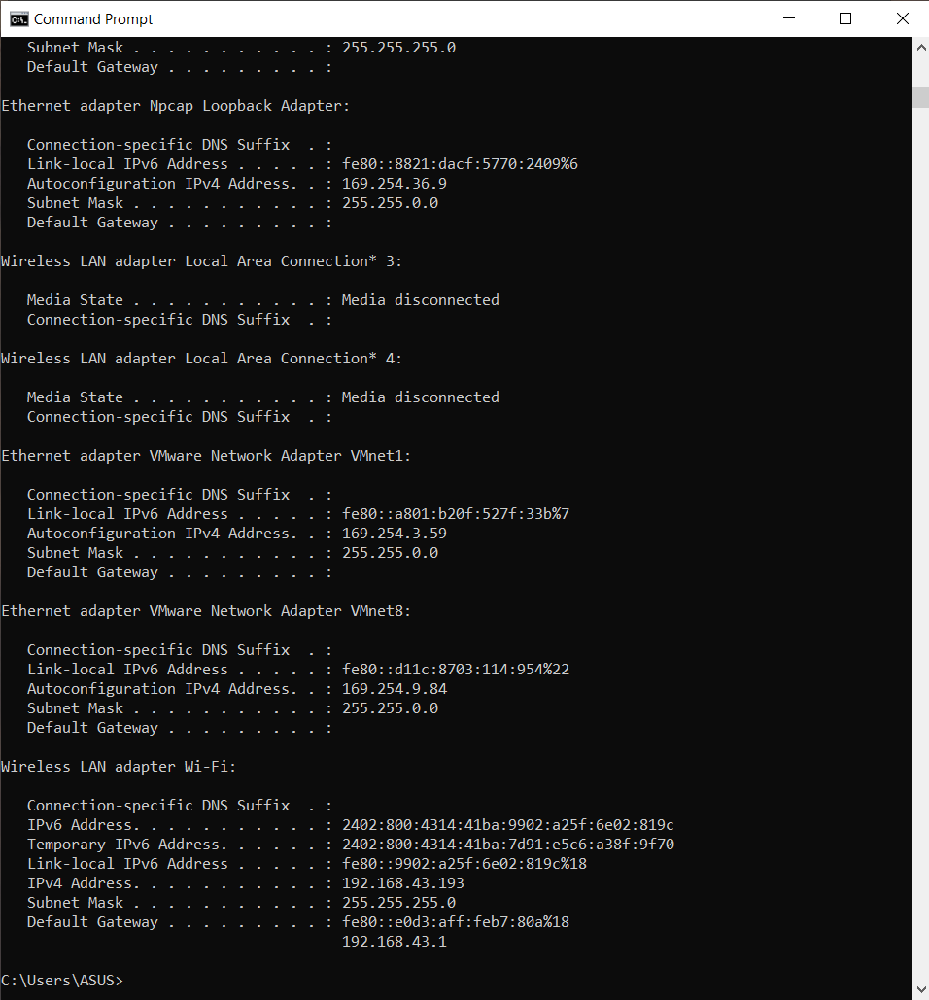 Command Prompt
   Subnet Mask . . . . . . . . . . . : 255.255.255.0
   Default Gateway . . . . . . . . . :
Ethernet adapter Npcap Loopback Adapter:
   Connection-specific DNS Suffix  . :
   Link-local IPv6 Address . . . . . : fe80::8821:dacf:5770:2409%6
   Autoconfiguration IPv4 Address. . : 169.254.36.9
   Subnet Mask . . . . . . . . . . . : 255.255.0.0
   Default Gateway . . . . . . . . . :
Wireless LAN adapter Local Area Connection* 3:
   Media State . . . . . . . . . . . : Media disconnected
   Connection-specific DNS Suffix  . :
Wireless LAN adapter Local Area Connection* 4:
   Media State . . . . . . . . . . . : Media disconnected
   Connection-specific DNS Suffix  . :
Ethernet adapter VMware Network Adapter VMnet1:
   Connection-specific DNS Suffix  . :
   Link-local IPv6 Address . . . . . : fe80::a801:b20f:527f:33b%7
   Autoconfiguration IPv4 Address. . : 169.254.3.59
   Subnet Mask . . . . . . . . . . . : 255.255.0.0
   Default Gateway . . . . . . . . . :
Ethernet adapter VMware Network Adapter VMnet8:
   Connection-specific DNS Suffix  . :
   Link-local IPv6 Address . . . . . : fe80::d11c:8703:114:954%22
   Autoconfiguration IPv4 Address. . : 169.254.9.84
   Subnet Mask . . . . . . . . . . . : 255.255.0.0
   Default Gateway . . . . . . . . . :
Wireless LAN adapter Wi-Fi:
   Connection-specific DNS Suffix  . :
   IPv6 Address. . . . . . . . . . . : 2402:800:4314:41ba:9902:a25f:6e02:819c
   Temporary IPv6 Address. . . . . . : 2402:800:4314:41ba:7d91:e5c6:a38f:9f70
   Link-local IPv6 Address . . . . . : fe80::9902:a25f:6e02:819c%18
   IPv4 Address. . . . . . . . . . . : 192.168.43.193
   Subnet Mask . . . . . . . . . . . : 255.255.255.0
   Default Gateway . . . . . . . . . : fe80::e0d3:aff:feb7:80a%18
                                       192.168.43.1
C:\Users\ASUS>